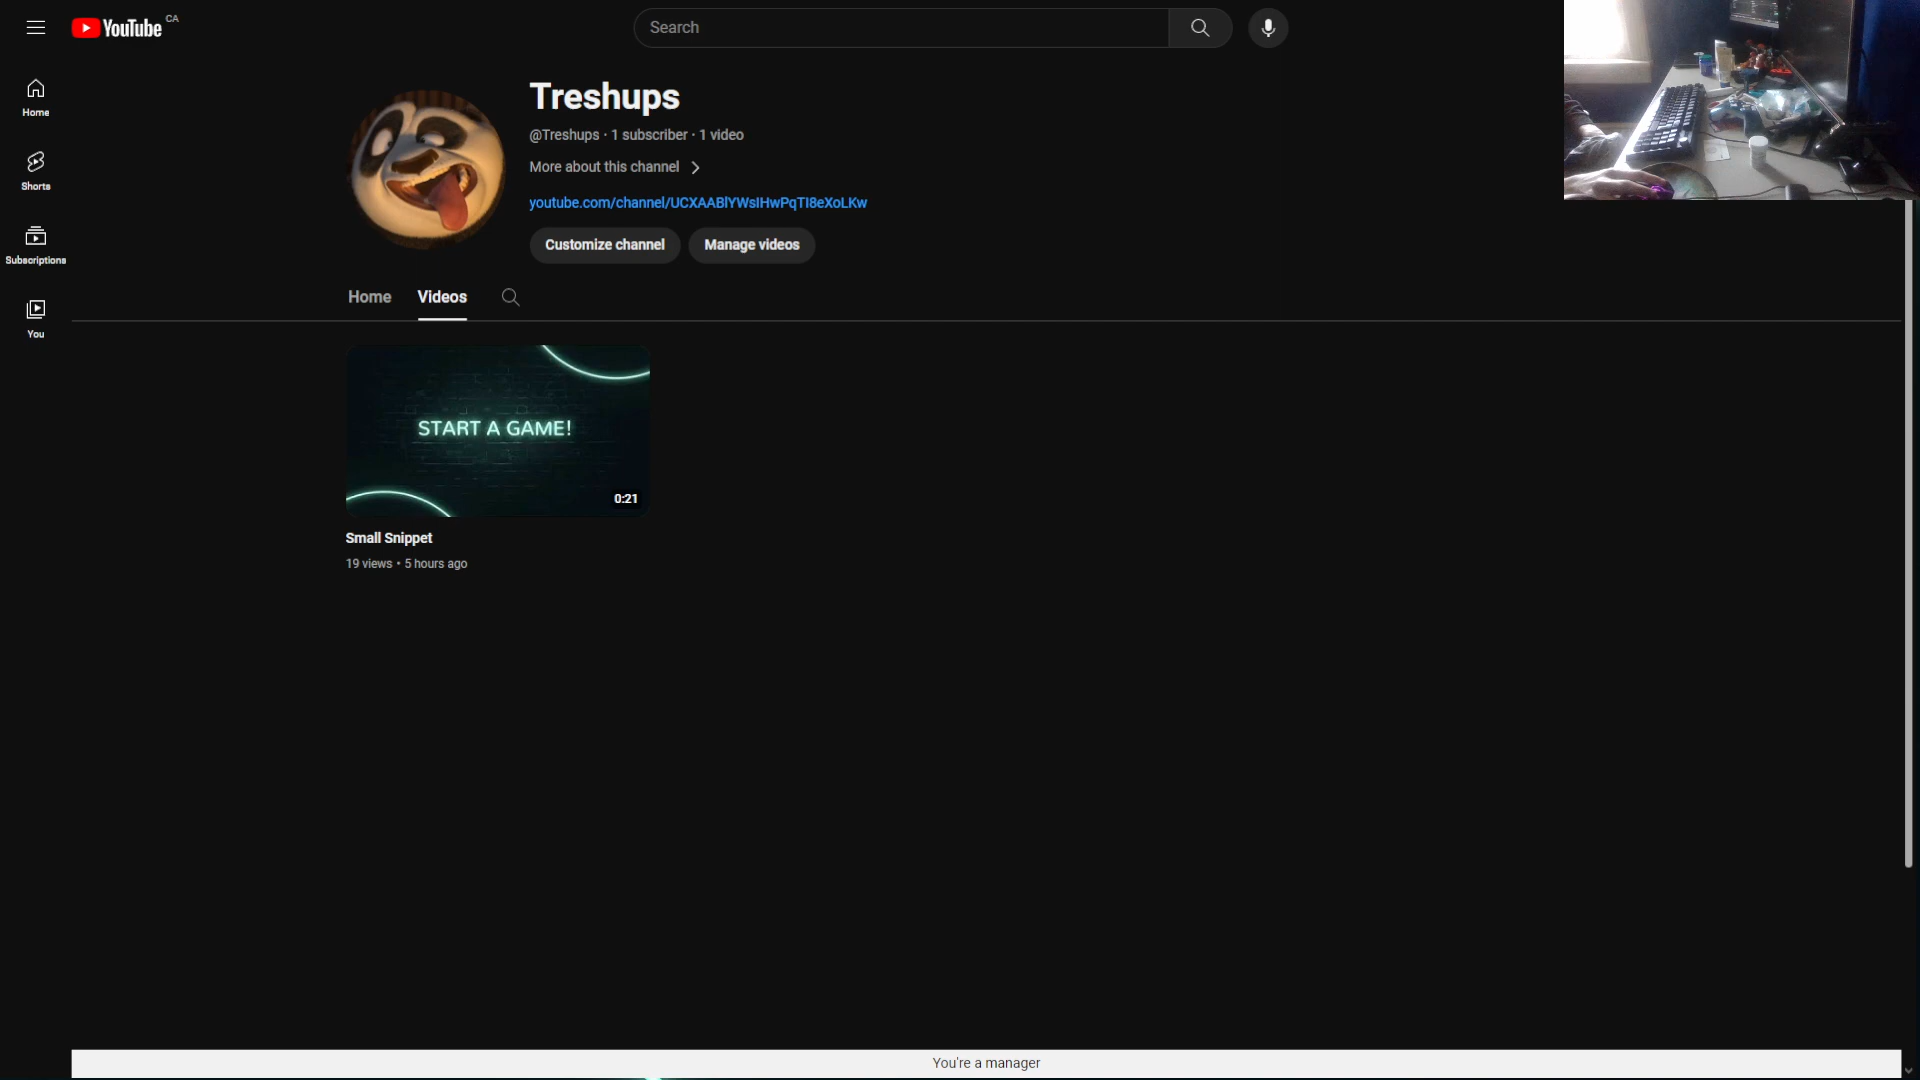 YouTube CA
Search
Home
Shorts
Subscriptions
You
Treshups
@Treshups · 1 subscriber · 1 video
More about this channel
youtube.com/channel/UCXAABlYWsIHwPqTI8eXoLKw
Customize channel
Manage videos
Home
Videos
START A GAME!
0:21
Small Snippet
19 views • 5 hours ago
You're a manager